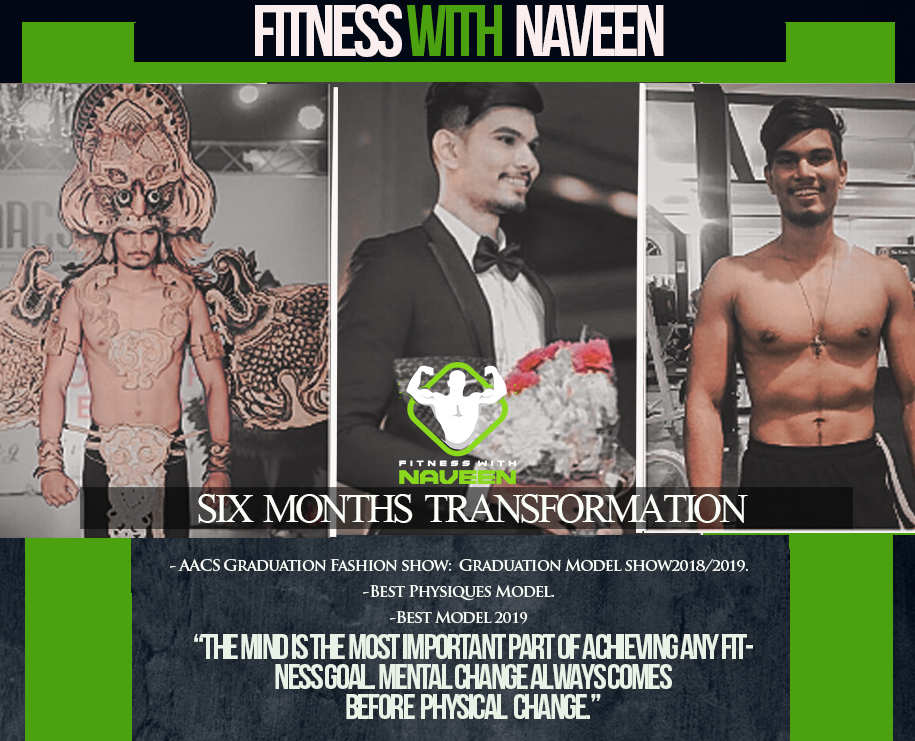 FITNESS WITH NAVEEN
AACS
FITNESS WITH
NAVEEN
SIX MONTHS TRANSFORMATION
- AACS GRADUATION FASHION SHOW: GRADUATION MODEL SHOW2018/2019.
-BEST PHYSIQUES MODEL.
-BEST MODEL 2019
“THE MIND IS THE MOST IMPORTANT PART OF ACHIEVING ANY FIT-
NESS GOAL. MENTAL CHANGE ALWAYS COMES
BEFORE PHYSICAL CHANGE.”